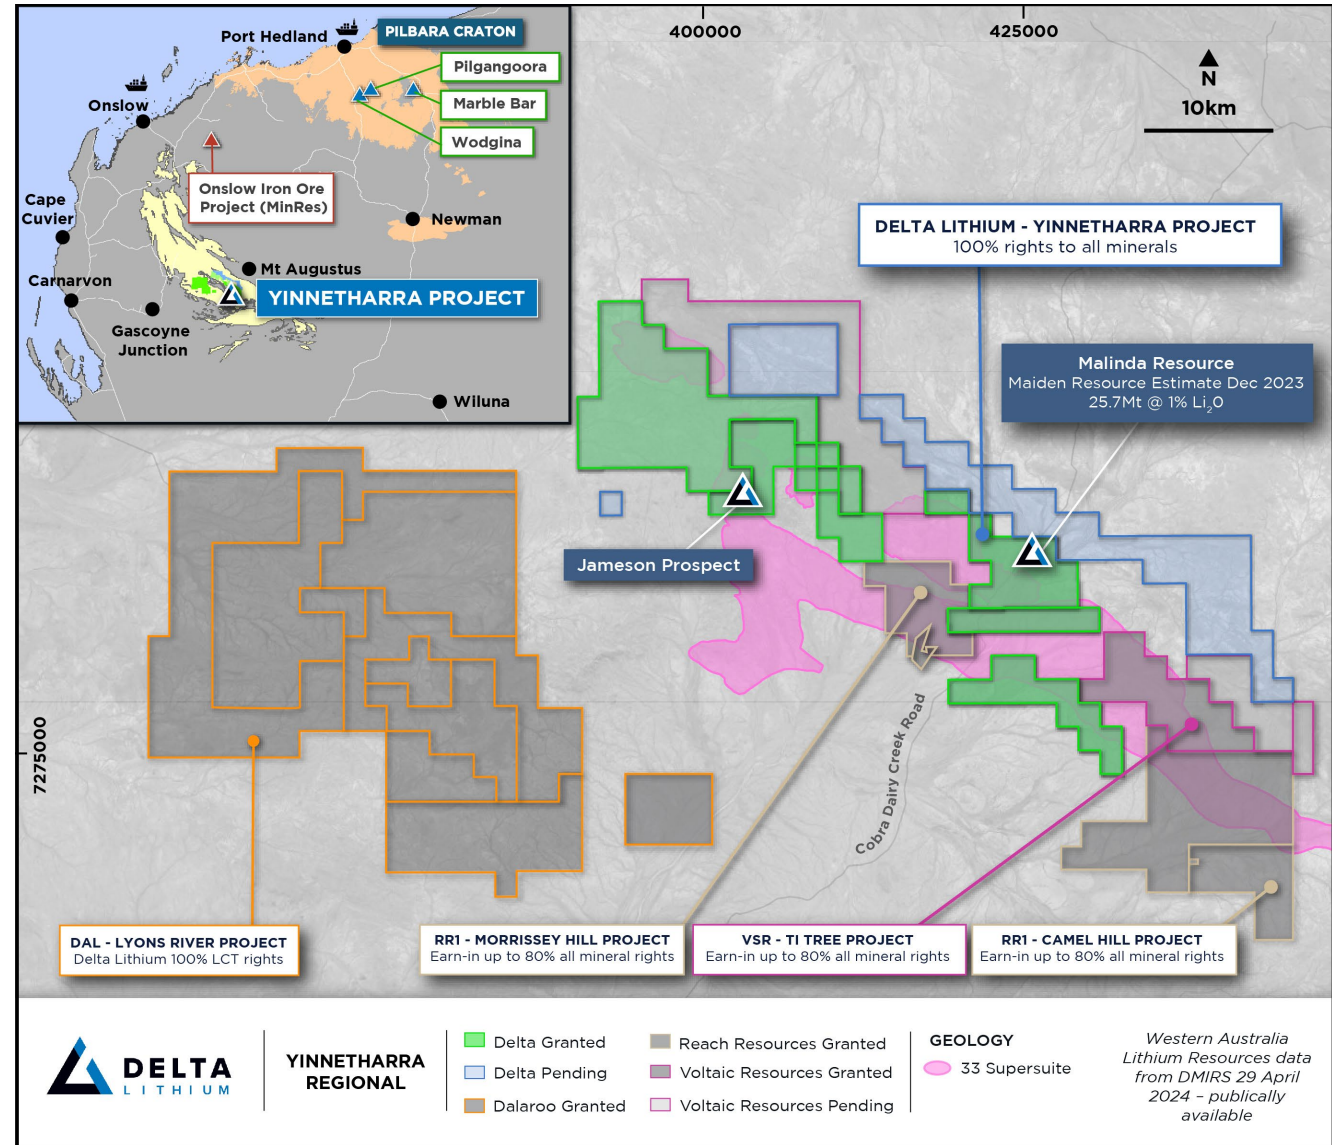 400000
425000
N
10km
PILBARA CRATON
Port Hedland
Pilgangoora
Marble Bar
Wodgina
Onslow
Onslow Iron Ore
Project (MinRes)
Cape
Cuvier
Newman
Carnarvon
Mt Augustus
YINNETHARRA PROJECT
Gascoyne
Junction
Wiluna
DELTA LITHIUM - YINNETHARRA PROJECT
100% rights to all minerals
Malinda Resource
Maiden Resource Estimate Dec 2023
25.7Mt @ 1% Li₂0
Jameson Prospect
7275000
Cobra Dairy Creek Road
DAL - LYONS RIVER PROJECT
Delta Lithium 100% LCT rights
RR1 - MORRISSEY HILL PROJECT
Earn-in up to 80% all mineral rights
VSR - TI TREE PROJECT
Earn-in up to 80% all mineral rights
RR1 - CAMEL HILL PROJECT
Earn-in up to 80% all mineral rights
DELTA
LITHIUM
YINNETHARRA
REGIONAL
Delta Granted
Delta Pending
Dalaroo Granted
Reach Resources Granted
Voltaic Resources Granted
Voltaic Resources Pending
GEOLOGY
33 Supersuite
Western Australia
Lithium Resources data
from DMIRS 29 April
2024 – publically
available